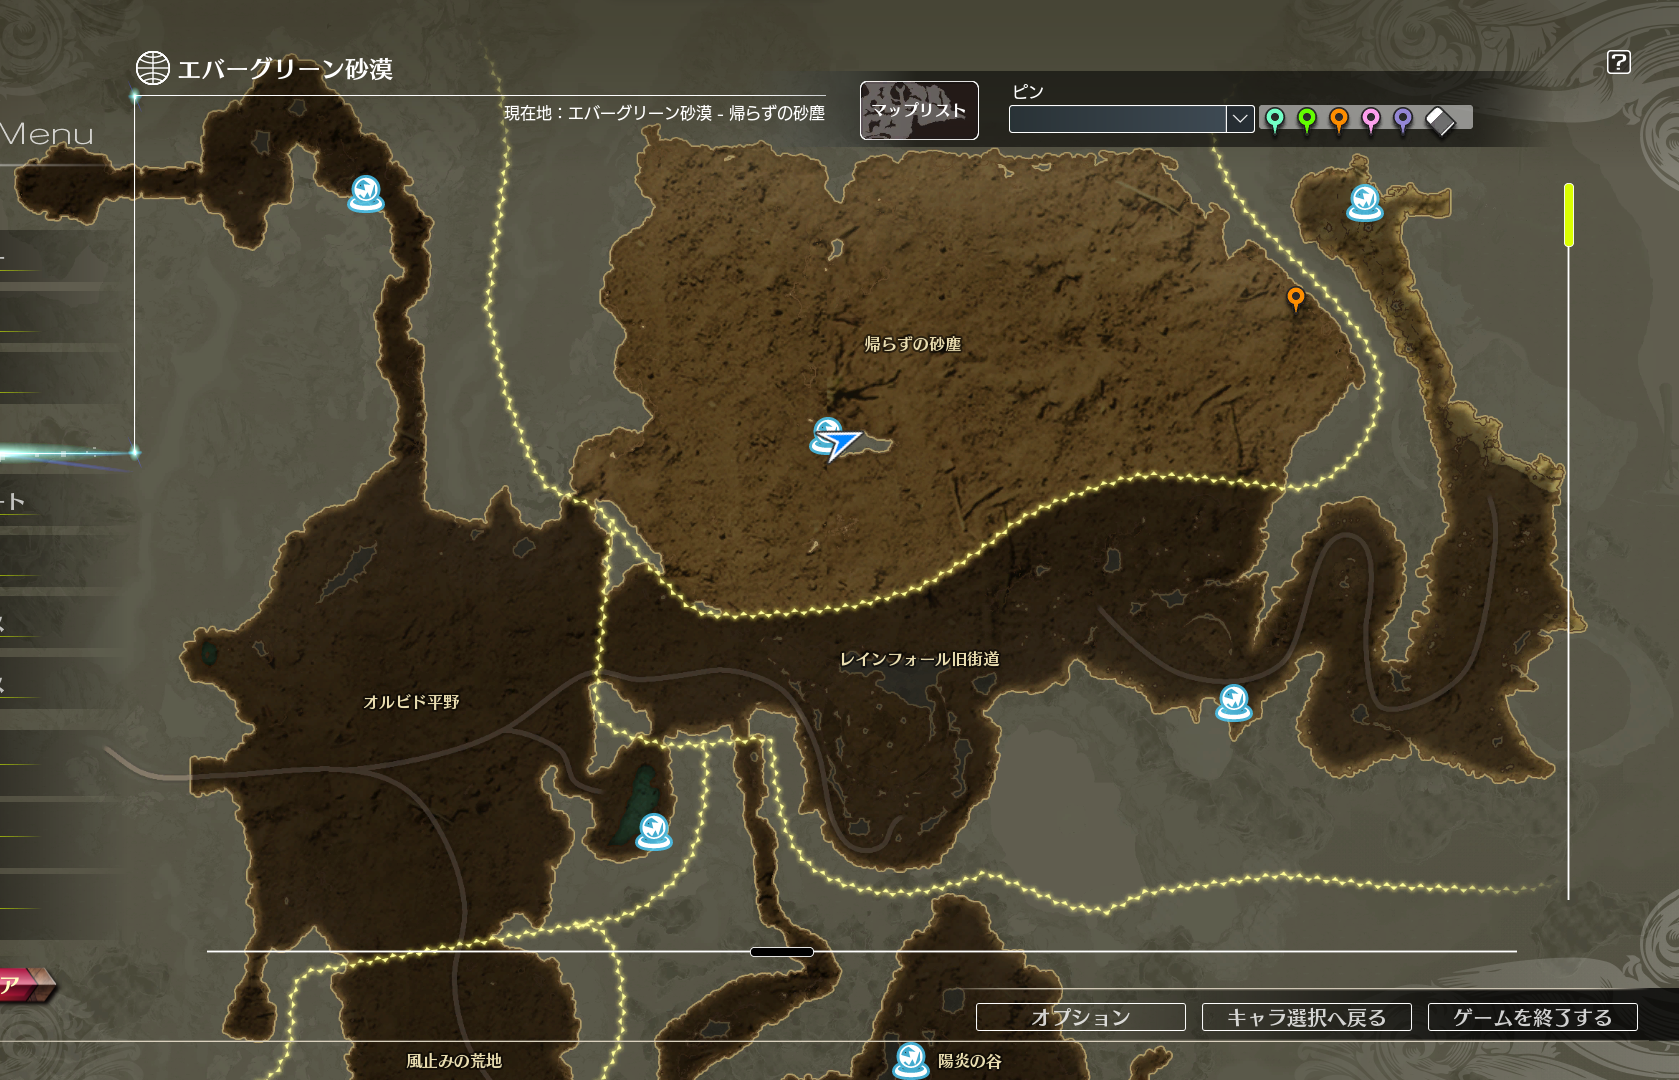 エバーグリーン砂漠
現在地：エバーグリーン砂漠 - 帰らずの砂塵
マップリスト
ピン
?
Menu
ート
帰らずの砂塵
レインフォール旧街道
オルビド平野
ア
オプション
キャラ選択へ戻る
ゲームを終了する
風止みの荒地
陽炎の谷